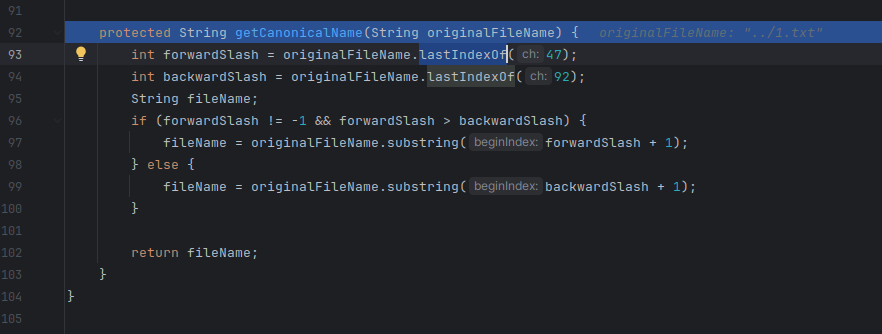 91
92 protected String getCanonicalName(String originalFileName) { originalFileName: "../1.txt"
93 int forwardSlash = originalFileName.lastIndexOf( ch: 47);
94 int backwardSlash = originalFileName.lastIndexOf( ch: 92);
95 String fileName;
96 if (forwardSlash != -1 && forwardSlash > backwardSlash) {
97 fileName = originalFileName.substring( beginIndex: forwardSlash + 1);
98 } else {
99 fileName = originalFileName.substring( beginIndex: backwardSlash + 1);
100 }
101
102 return fileName;
103 }
104 }
105